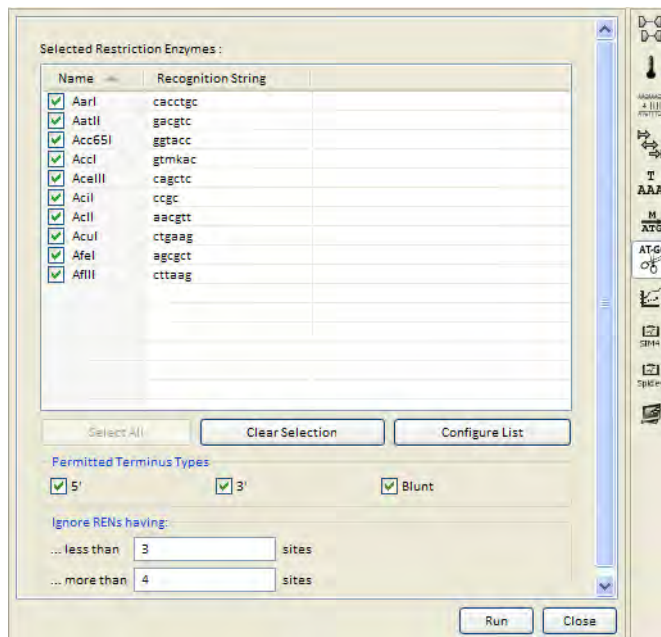 Selected Restriction Enzymes :
Name Recognition String
AarI cacctgc
AatII gacgtc
Acc65I ggtacc
AccI gtmkac
AceIII cagctc
AciI ccgc
AclI aacgtt
AcuI ctgaag
AfeI agcgct
AflII cttaag
Select All Clear Selection Configure List
Permitted Terminus Types
5' 3' Blunt
Ignore RENs having:
... less than 3 sites
... more than 4 sites
Run Close
T
AAA
M
ATG
AT-G
SIM4